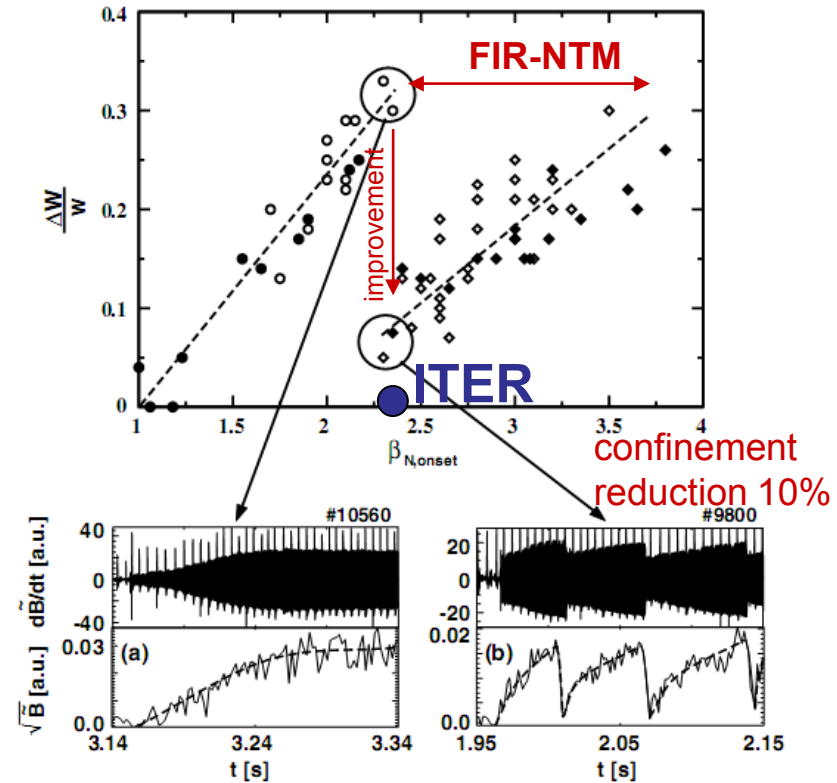 0.4
0.3
0.2
0.1
0
ΔW
W
FIR-NTM
improvement
ITER
1 1.5 2 2.5 3 3.5 4
β N,onset
confinement
reduction 10%
#10560
#9800
40
0
-40
dB̃/dt [a.u.]
20
0
-20
0.03
0.0
√B̃ [a.u.]
(a)
0.02
0.0
(b)
3.14 3.24 3.34
t [s]
1.95 2.05 2.15
t [s]